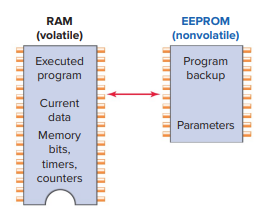 RAM
(volatile)
Executed
program
Current
data
Memory
bits,
timers,
counters
EEPROM
(nonvolatile)
Program
backup
Parameters